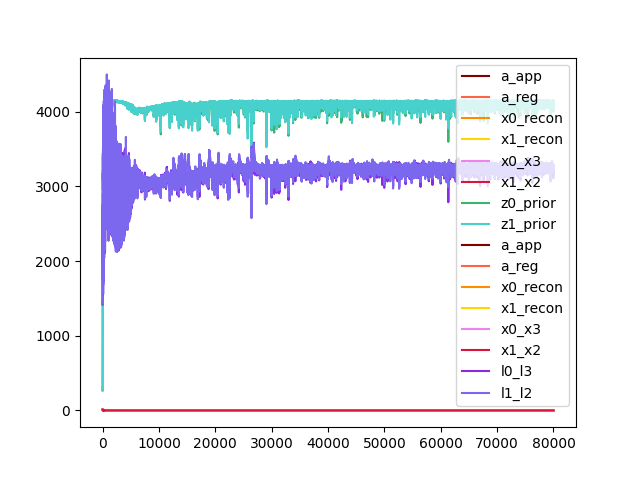 4000
3000
2000
1000
0
0
10000
20000
30000
40000
50000
60000
70000
80000
a_app
a_reg
x0_recon
x1_recon
x0_x3
x1_x2
z0_prior
z1_prior
a_app
a_reg
x0_recon
x1_recon
x0_x3
x1_x2
l0_l3
l1_l2